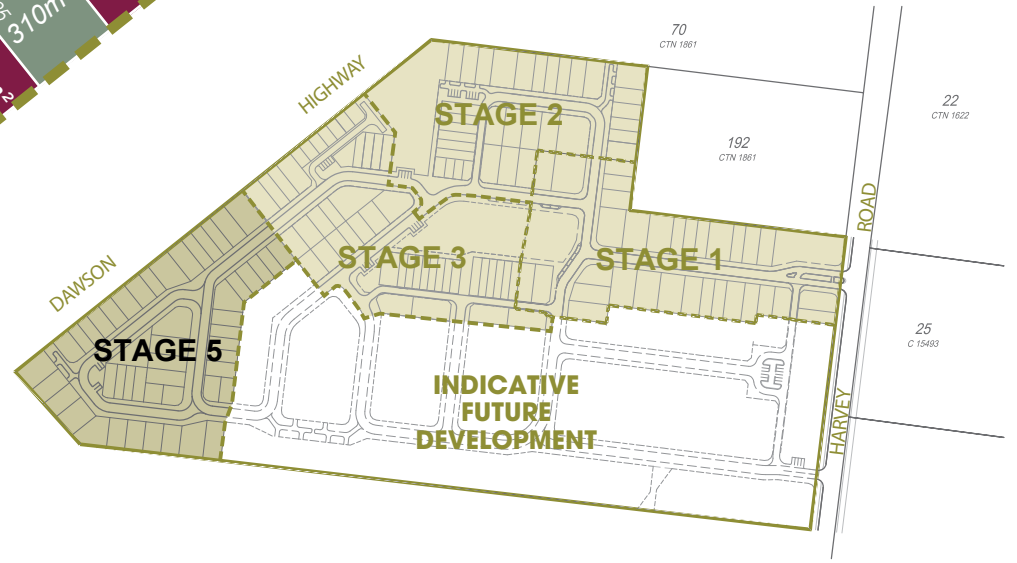 310m
70
CTN 1861
HIGHWAY
22
CTN 1622
STAGE 2
192
CTN 1861
ROAD
STAGE 3
STAGE 1
DAWSON
25
C 15493
STAGE 5
INDICATIVE
FUTURE
DEVELOPMENT
HARVEY